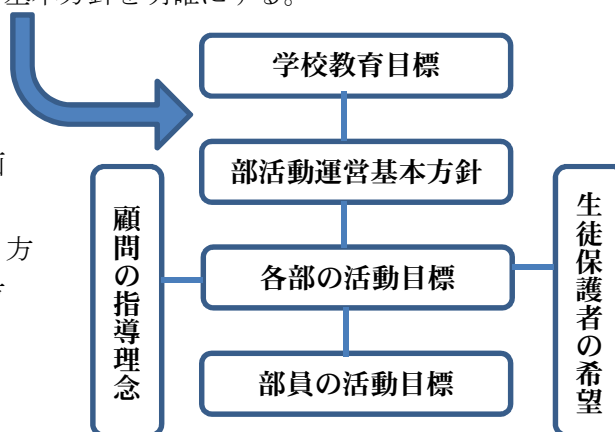 基本方針を明確にする。
学校教育目標
部活動運営基本方針
方
顧問の指導理念
各部の活動目標
生徒保護者の希望
部員の活動目標